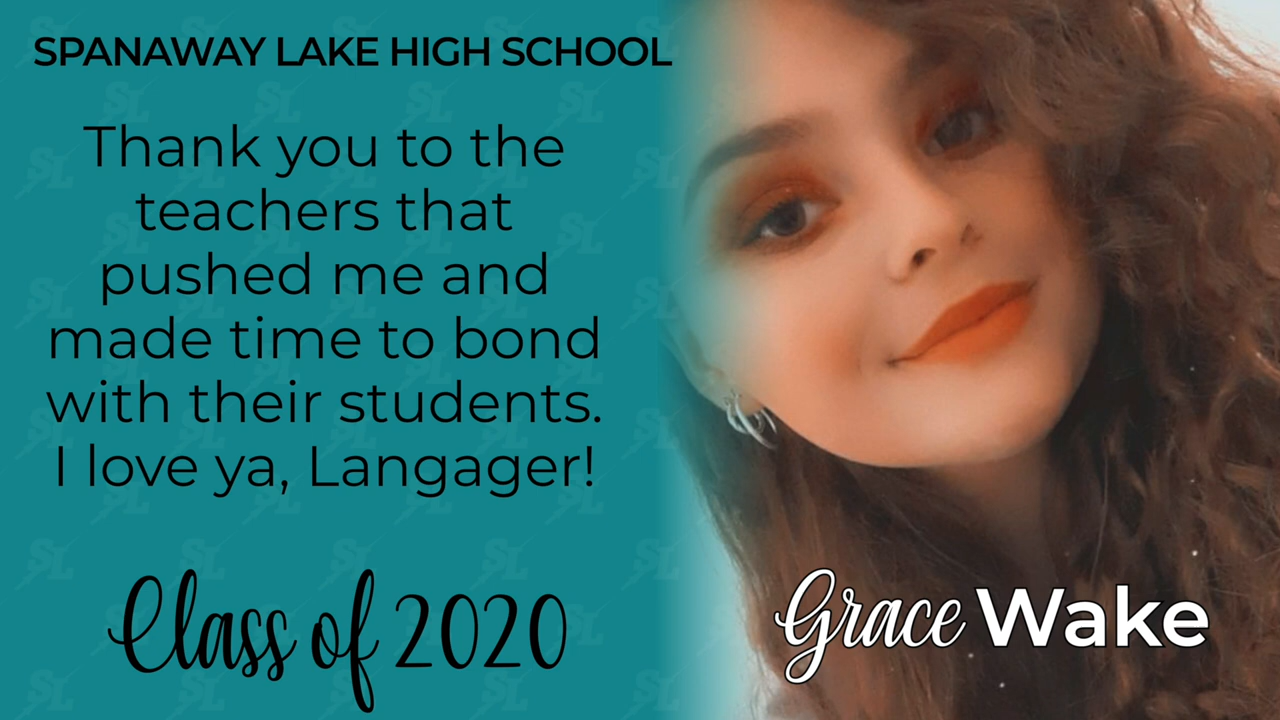 SPANAWAY LAKE HIGH SCHOOL
Thank you to the
teachers that
pushed me and
made time to bond
with their students.
I love ya, Langager!
Class of 2020
Grace Wake